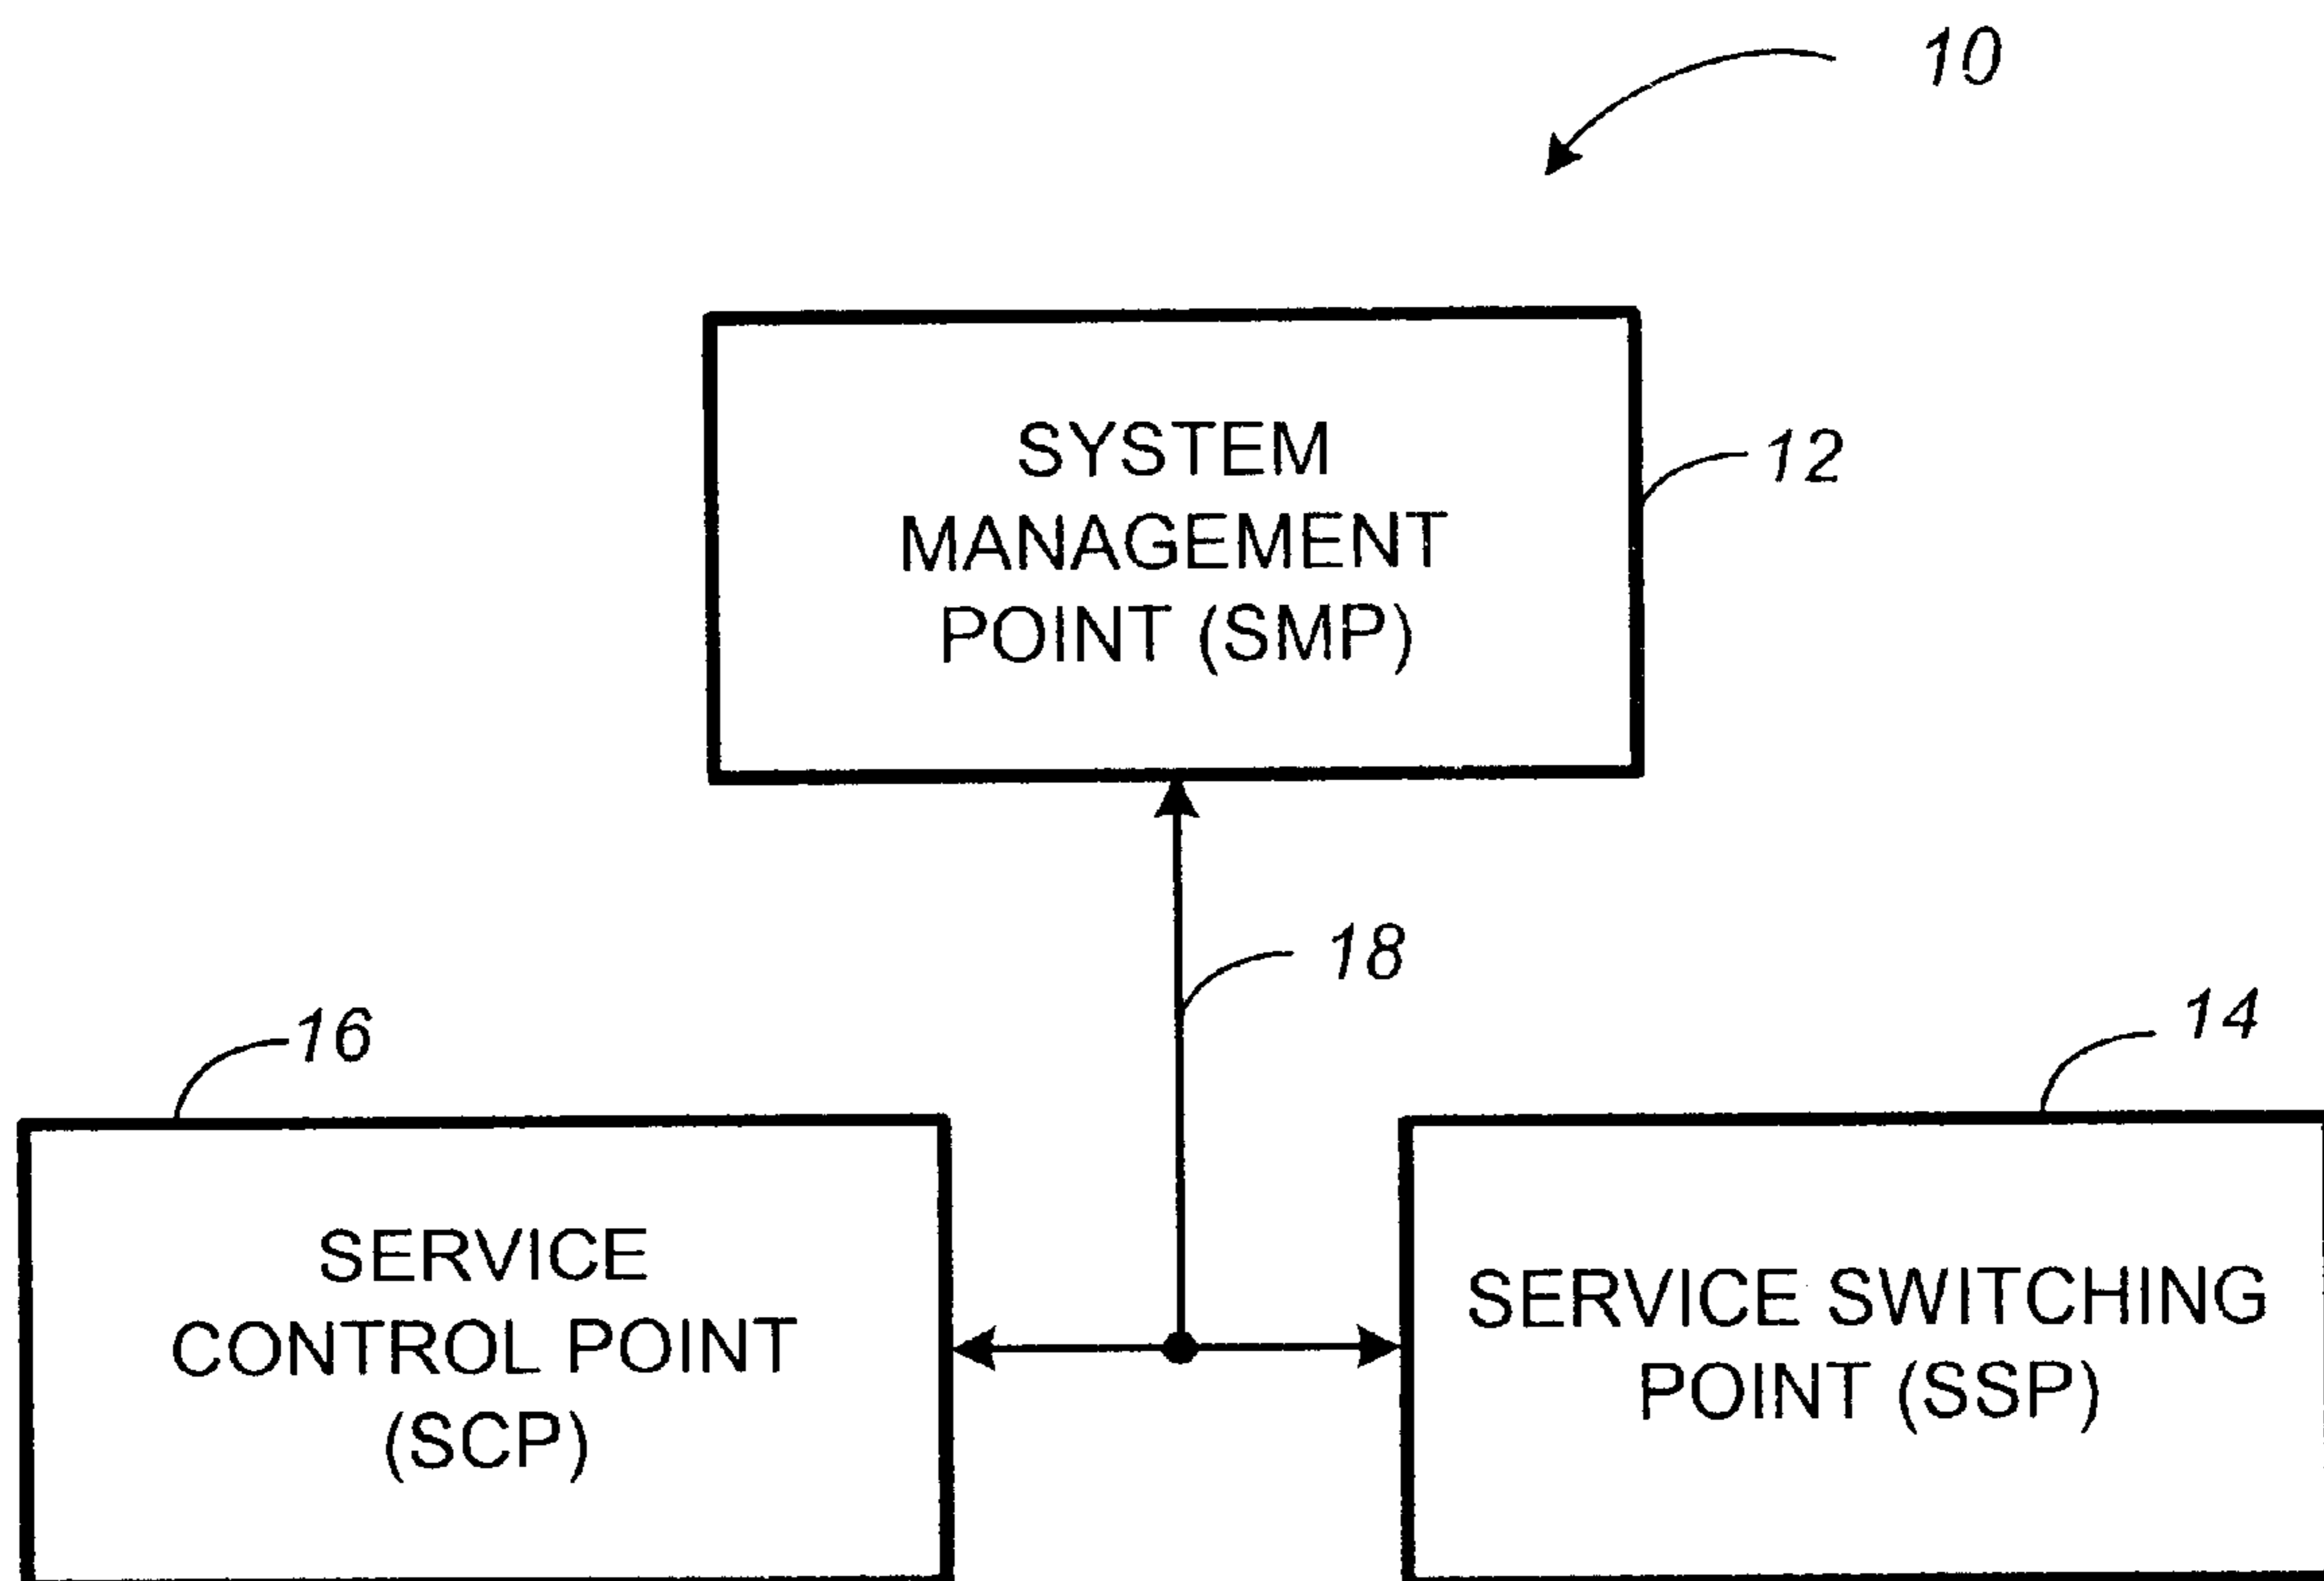 10
SYSTEM
MANAGEMENT
POINT (SMP)
12
18
16
14
SERVICE
CONTROL POINT
(SCP)
SERVICE SWITCHING
POINT (SSP)